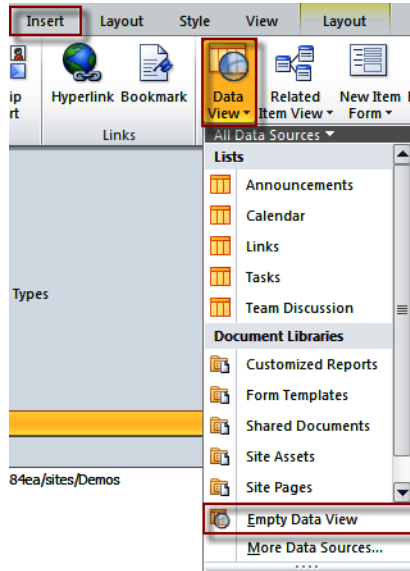 Insert Layout Style View Layout
Hyperlink Bookmark
Data View
Related Item View
New Item Form
Links
All Data Sources
Lists
Announcements
Calendar
Links
Tasks
Team Discussion
Types
Document Libraries
Customized Reports
Form Templates
Shared Documents
84ea/sites/Demos
Site Assets
Site Pages
Empty Data View
More Data Sources...